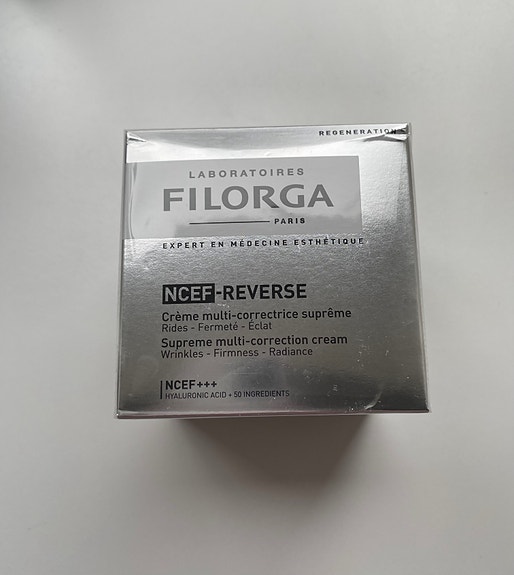 REGENERATION
LABORATOIRES
FILORGA
PARIS
EXPERT EN MÉDECINE ESTHÉTIQUE
NCEF-REVERSE
Crème multi-correctrice suprême
Rides - Fermeté - Éclat
Supreme multi-correction cream
Wrinkles - Firmness - Radiance
NCEF+++
HYALURONIC ACID + 50 INGREDIENTS